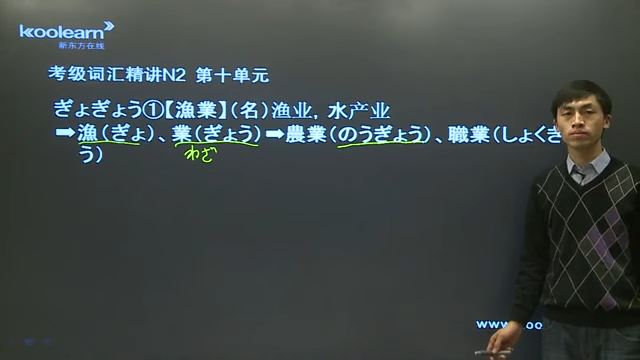 koolearn
新东方在线
考级词汇精讲N2 第十单元
ぎょぎょう①【漁業】（名）渔业，水产业
➡漁（ぎょ）、業（ぎょう）➡農業（のうぎょう）、職業（しょくぎ
う）
わざ
www.